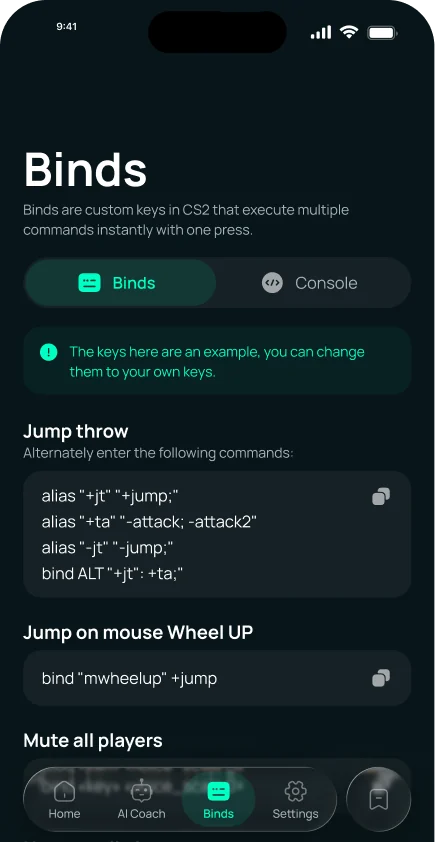 9:41
Binds
Binds are custom keys in CS2 that execute multiple
commands instantly with one press.
Binds
Console
The keys here are an example, you can change
them to your own keys.
Jump throw
Alternately enter the following commands:
alias "+jt" "+jump;"
alias "+ta" "-attack; -attack2"
alias "-jt" "-jump;"
bind ALT "+jt": +ta;"
Jump on mouse Wheel UP
bind "mwheelup" +jump
Mute all players
Home
AI Coach
Binds
Settings